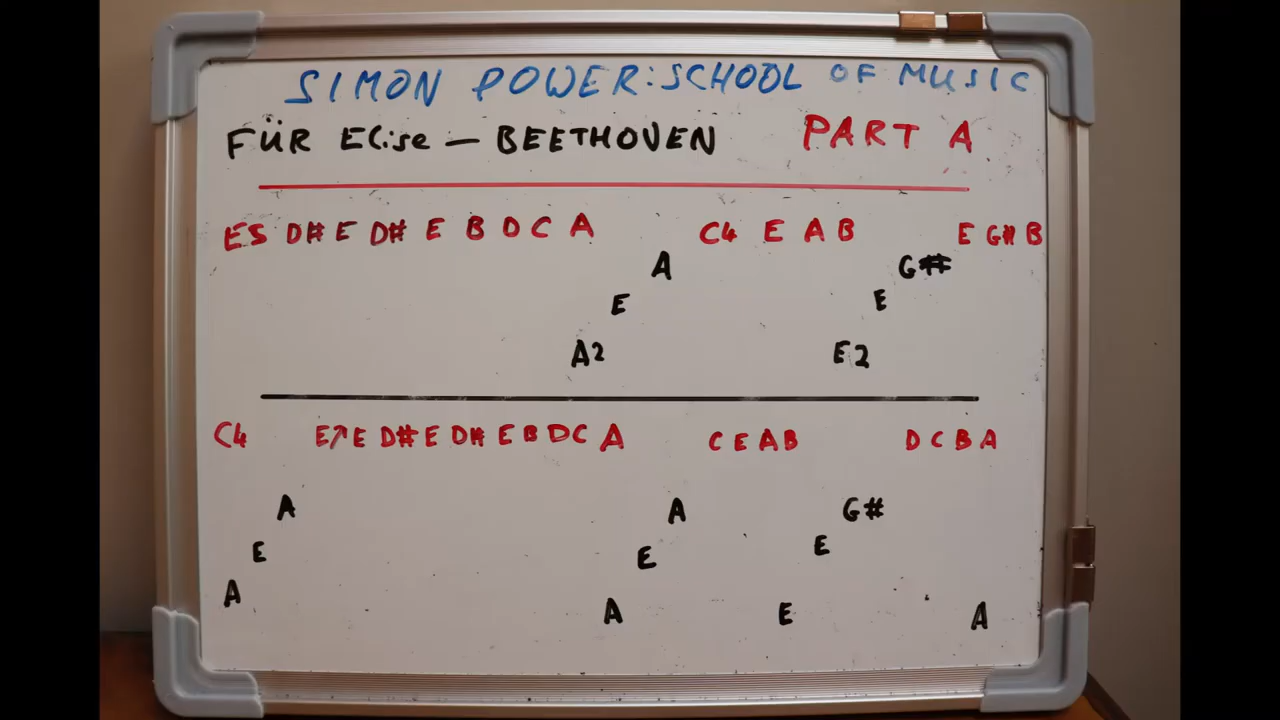 SIMON POWER: SCHOOL OF MUSIC
FÜR Elise — BEETHOVEN PART A
E5 D# E D# E B D C A C4 E A B E G# B
A G#
E E
A2 E2
C4 E↗E D# E D# E B D C A C E A B D C B A
A A G#
E E E
A A E A